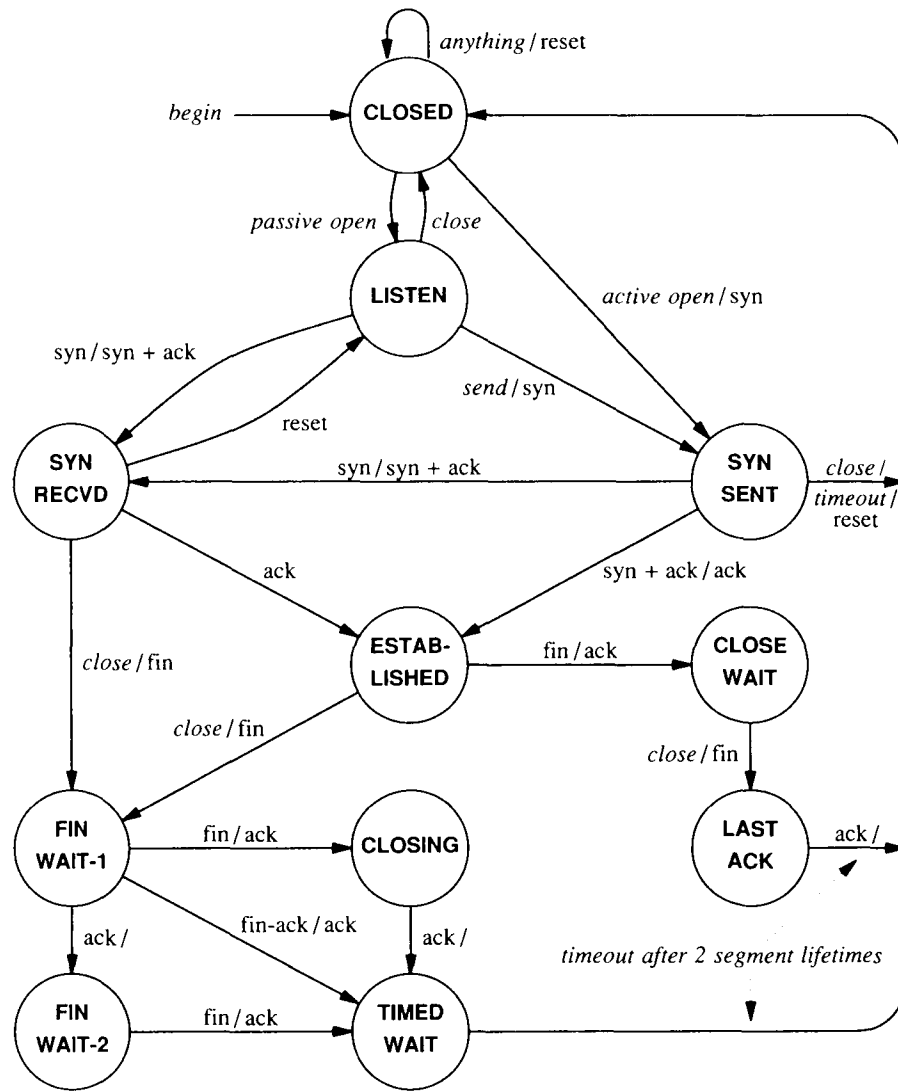 anything/reset
begin
CLOSED
passive open
close
LISTEN
active open/syn
syn/syn + ack
send/syn
reset
SYN
RECVD
syn/syn + ack
SYN
SENT
close/
timeout/
reset
ack
syn + ack/ack
close/fin
ESTAB-
LISHED
fin/ack
CLOSE
WAIT
close/fin
close/fin
FIN
WAIT-1
fin/ack
CLOSING
LAST
ACK
ack/
ack/
fin-ack/ack
ack/
timeout after 2 segment lifetimes
FIN
WAIT-2
fin/ack
TIMED
WAIT